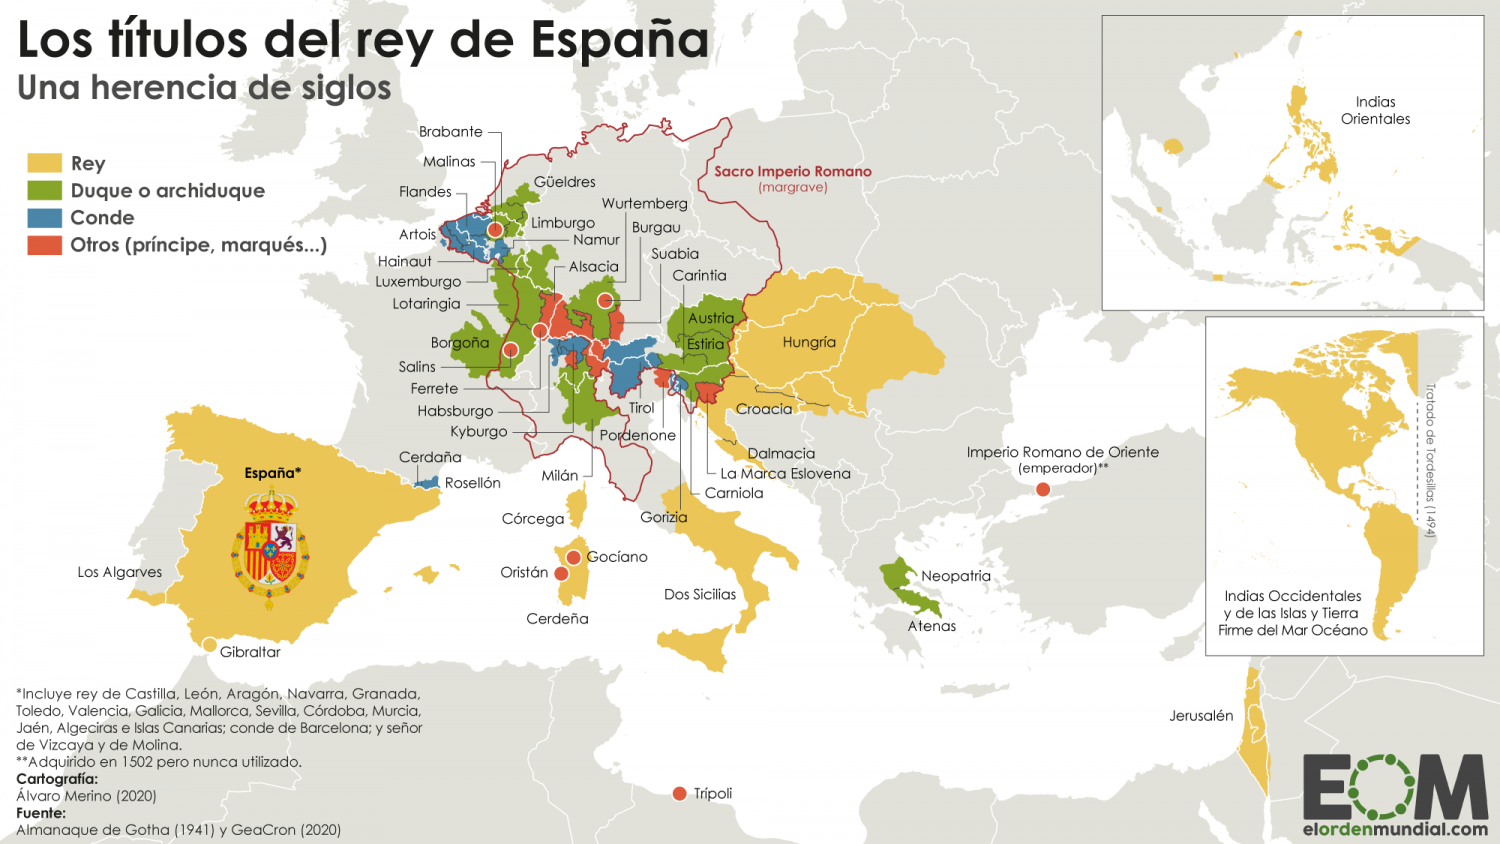 Los títulos del rey de España
Una herencia de siglos
Rey
Duque o archiduque
Conde
Otros (príncipe, marqués...)
Brabante
Malinas
Flandes
Artois
Hainaut
Luxemburgo
Lotaringia
Borgoña
Salins
Ferrete
Habsburgo
Kyburgo
Güeldres
Limburgo
Namur
Alsacia
Wurtemberg
Burgau
Suabia
Carintia
Sacro Imperio Romano
(margrave)
Austria
Estiria
Hungría
Croacia
Tirol
Pordenone
Dalmacia
La Marca Eslovena
Carniola
Gorizia
Milán
Cerdaña
Rosellón
España*
Córcega
Gocíano
Oristán
Cerdeña
Dos Sicilias
Los Algarves
Gibraltar
Imperio Romano de Oriente
(emperador)**
Neopatria
Atenas
Jerusalén
Trípoli
Indias
Orientales
Tratado de Tordesillas (1494)
Indias Occidentales
y de las Islas y Tierra
Firme del Mar Océano
*Incluye rey de Castilla, León, Aragón, Navarra, Granada,
Toledo, Valencia, Galicia, Mallorca, Sevilla, Córdoba, Murcia,
Jaén, Algeciras e Islas Canarias; conde de Barcelona; y señor
de Vizcaya y de Molina.
**Adquirido en 1502 pero nunca utilizado.
Cartografía:
Álvaro Merino (2020)
Fuente:
Almanaque de Gotha (1941) y GeaCron (2020)
EOM
elordenmundial.com